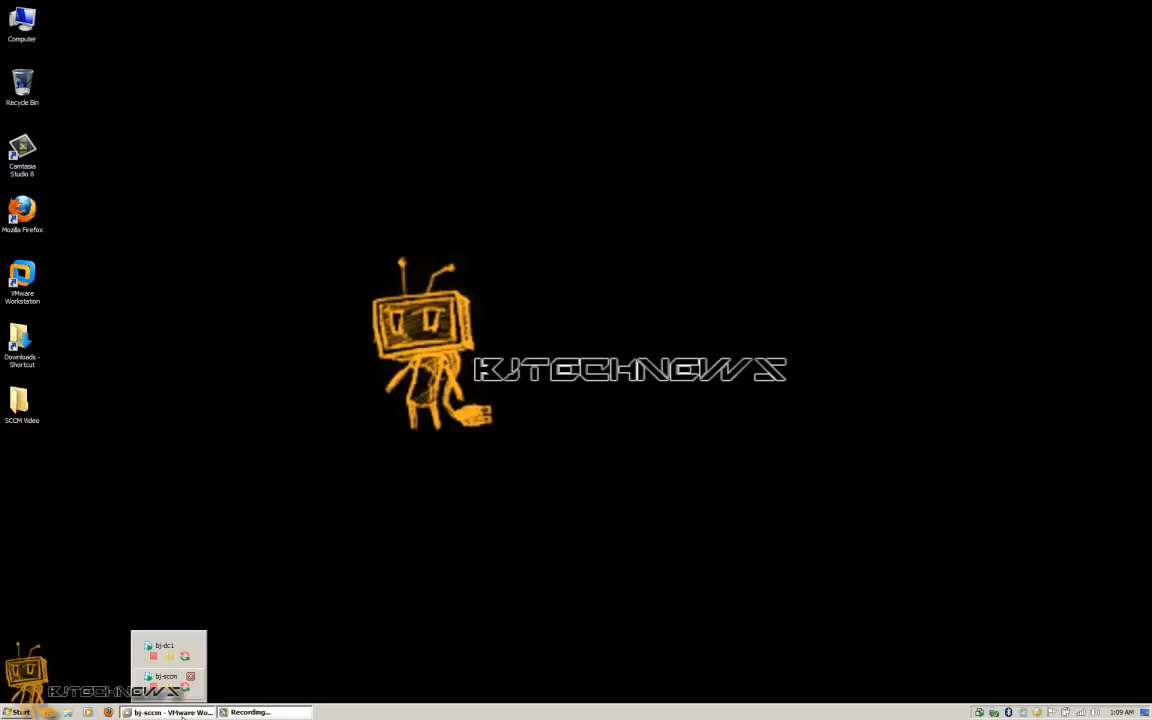 Computer
Recycle Bin
Camtasia
Studio 8
Mozilla Firefox
VMware
Workstation
Downloads -
Shortcut
SCCM Video
BJTECHNEWS
bj-dc1
bj-sccm
BJTECHNEWS
Start
bj-sccm - VMware Wo...
Recording...
1:09 AM